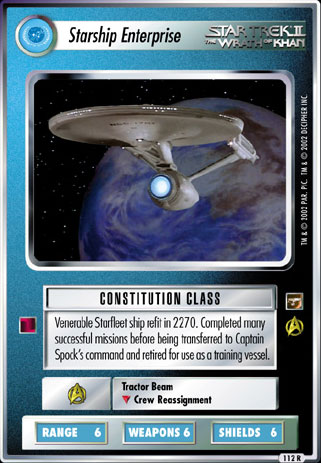 Starship Enterprise
STAR TREK II
THE WRATH OF KHAN
TM & © 2002 PAR. PIC. TM & © 2002 DECIPHER INC.
CONSTITUTION CLASS
Venerable Starfleet ship refit in 2270. Completed many
successful missions before being transferred to Captain
Spock's command and retired for use as a training vessel.
Tractor Beam
Crew Reassignment
RANGE 6 WEAPONS 6 SHIELDS 6
112 R